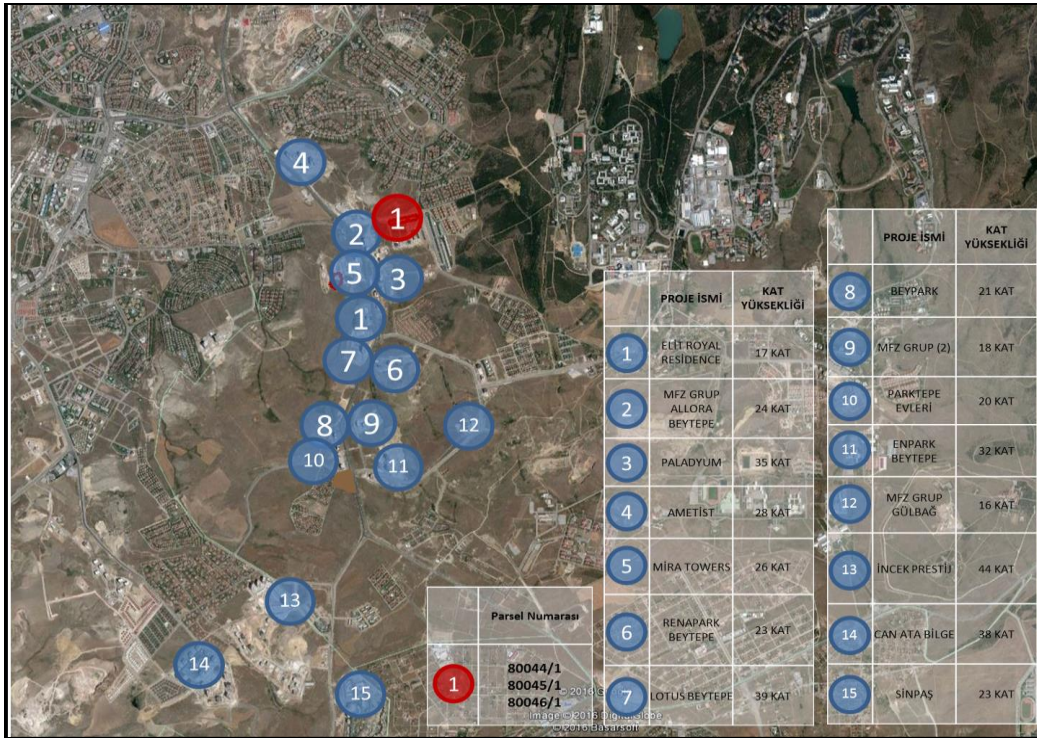 4
1
2
5
3
1
7
6
8
9
12
10
11
13
14
15
Parsel Numarası
1
80044/1
80045/1
80046/1
PROJE İSMİ
KAT
YÜKSEKLİĞİ
1
ELİT ROYAL
RESIDENCE
17 KAT
2
MFZ GRUP
ALLORA
BEYTEPE
24 KAT
3
PALADYUM
35 KAT
4
AMETİST
28 KAT
5
MİRA TOWERS
26 KAT
6
RENAPARK
BEYTEPE
23 KAT
7
LOTUS BEYTEPE
39 KAT
PROJE İSMİ
KAT
YÜKSEKLİĞİ
8
BEYPARK
21 KAT
9
MFZ GRUP (2)
18 KAT
10
PARKTEPE
EVLERİ
20 KAT
11
ENPARK
BEYTEPE
32 KAT
12
MFZ GRUP
GÜLBAĞ
16 KAT
13
İNCEK PRESTİJ
44 KAT
14
CAN ATA BİLGE
38 KAT
15
SİNPAŞ
23 KAT
© 2016
Image © 2016 DigitalGlobe
© 2016 Basarsoft